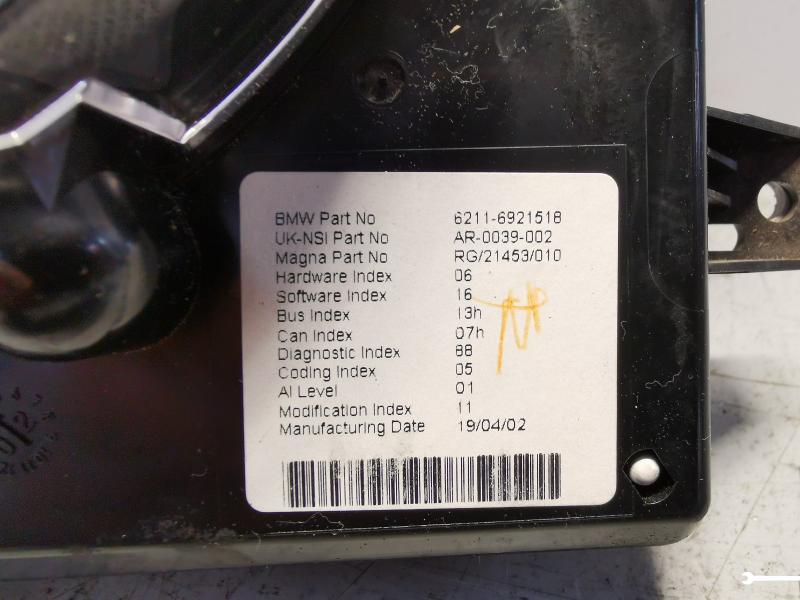 BMW Part No 6211-6921518
UK-NSI Part No AR-0039-002
Magna Part No RG/21453/010
Hardware Index 06
Software Index 16
Bus Index 13h
Can Index 07h
Diagnostic Index 88
Coding Index 05
AI Level 01
Modification Index 11
Manufacturing Date 19/04/02